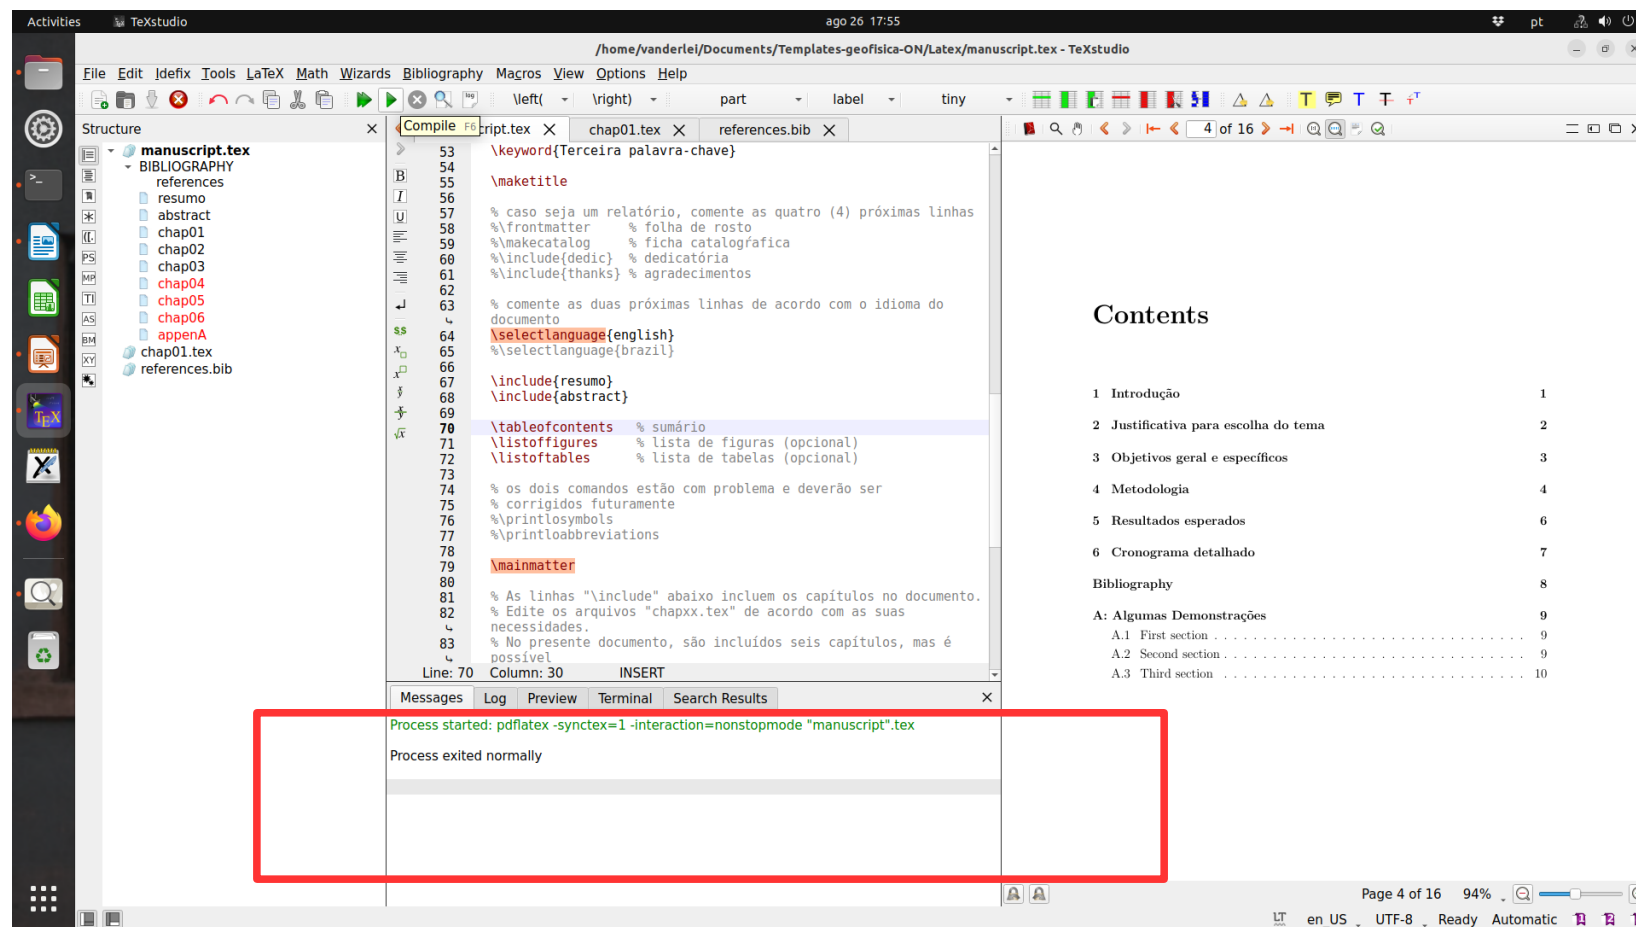 Activities TeXstudio ago 26 17:55 pt
/home/vanderlei/Documents/Templates-geofisica-ON/Latex/manuscript.tex - TeXstudio
File Edit Idefix Tools LaTeX Math Wizards Bibliography Macros View Options Help
\left( \right) part label tiny
Structure
Compile F6
cript.tex chap01.tex references.bib
4 of 16
manuscript.tex
BIBLIOGRAPHY
references
resumo
abstract
chap01
chap02
chap03
chap04
chap05
chap06
appenA
chap01.tex
references.bib
53 \keyword{Terceira palavra-chave}
54
55 \maketitle
56
57 % caso seja um relatório, comente as quatro (4) próximas linhas
58 %\frontmatter % folha de rosto
59 %\makecatalog % ficha catalogŕafica
60 %\include{dedic} % dedicatória
61 %\include{thanks} % agradecimentos
62
63 % comente as duas próximas linhas de acordo com o idioma do
documento
64 \selectlanguage{english}
65 %\selectlanguage{brazil}
66
67 \include{resumo}
68 \include{abstract}
69
70 \tableofcontents % sumário
71 \listoffigures % lista de figuras (opcional)
72 \listoftables % lista de tabelas (opcional)
73
74 % os dois comandos estão com problema e deverão ser
75 % corrigidos futuramente
76 %\printlosymbols
77 %\printloabbreviations
78
79 \mainmatter
80
81 % As linhas "\include" abaixo incluem os capítulos no documento.
82 % Edite os arquivos "chapxx.tex" de acordo com as suas
necessidades.
83 % No presente documento, são incluídos seis capítulos, mas é
possível
Line: 70 Column: 30 INSERT
Messages Log Preview Terminal Search Results
Process started: pdflatex -synctex=1 -interaction=nonstopmode "manuscript".tex
Process exited normally
Contents
1 Introdução 1
2 Justificativa para escolha do tema 2
3 Objetivos geral e específicos 3
4 Metodologia 4
5 Resultados esperados 6
6 Cronograma detalhado 7
Bibliography 8
A: Algumas Demonstrações 9
A.1 First section 9
A.2 Second section 9
A.3 Third section 10
Page 4 of 16 94%
LT en_US UTF-8 Ready Automatic